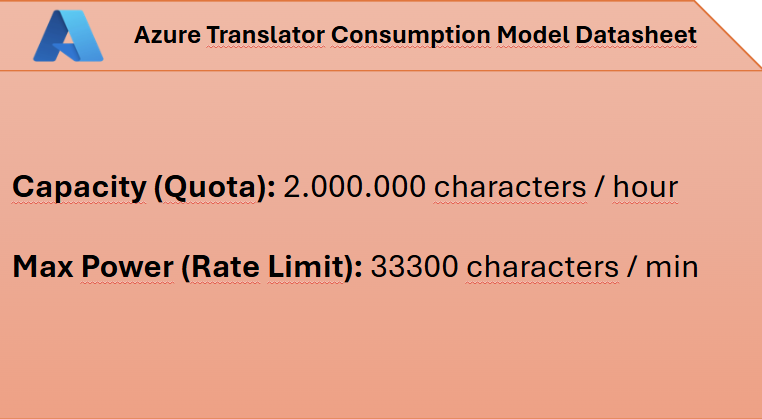 Azure Translator Consumption Model Datasheet
Capacity (Quota): 2.000.000 characters / hour
Max Power (Rate Limit): 33300 characters / min